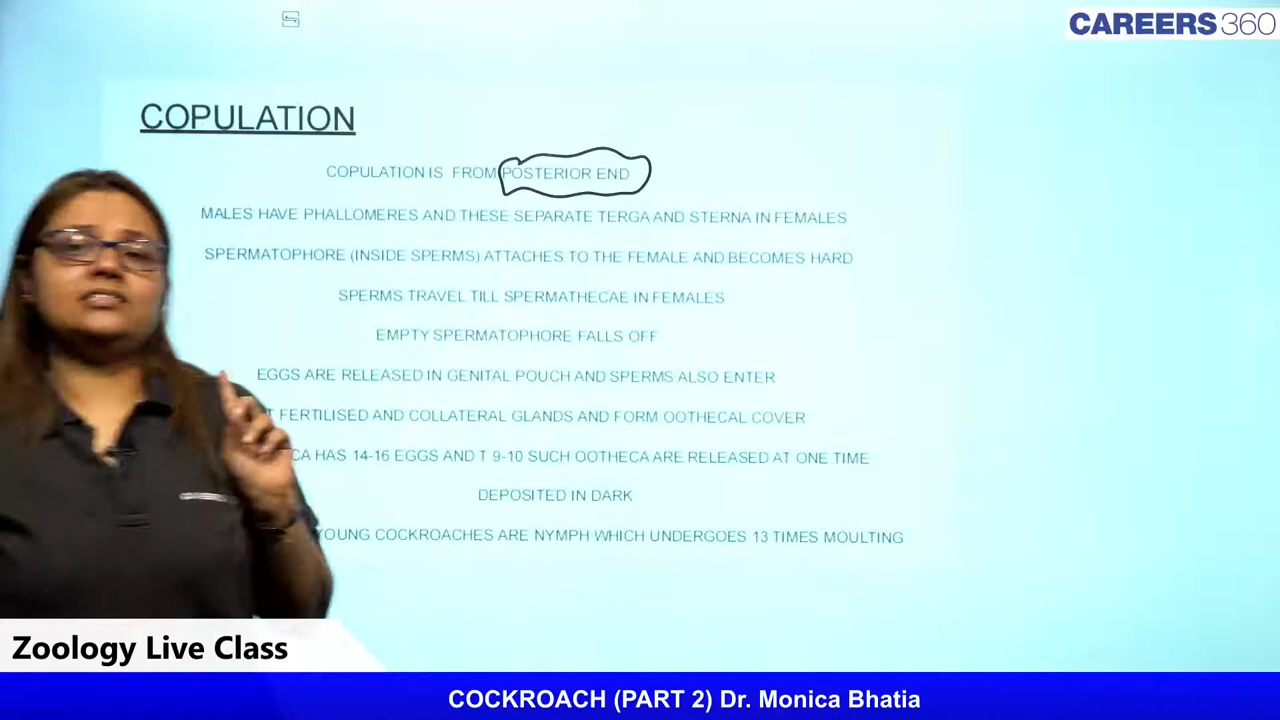 CAREERS360
COPULATION
COPULATION IS FROM POSTERIOR END
MALES HAVE PHALLOMERES AND THESE SEPARATE TERGA AND STERNA IN FEMALES
SPERMATOPHORE (INSIDE SPERMS) ATTACHES TO THE FEMALE AND BECOMES HARD
SPERMS TRAVEL TILL SPERMATHECAE IN FEMALES
EMPTY SPERMATOPHORE FALLS OFF
EGGS ARE RELEASED IN GENITAL POUCH AND SPERMS ALSO ENTER
FERTILISED AND COLLATERAL GLANDS AND FORM OOTHECAL COVER
HAS 14-16 EGGS AND T 9-10 SUCH OOTHECA ARE RELEASED AT ONE TIME
DEPOSITED IN DARK
YOUNG COCKROACHES ARE NYMPH WHICH UNDERGOES 13 TIMES MOULTING
Zoology Live Class
COCKROACH (PART 2) Dr. Monica Bhatia